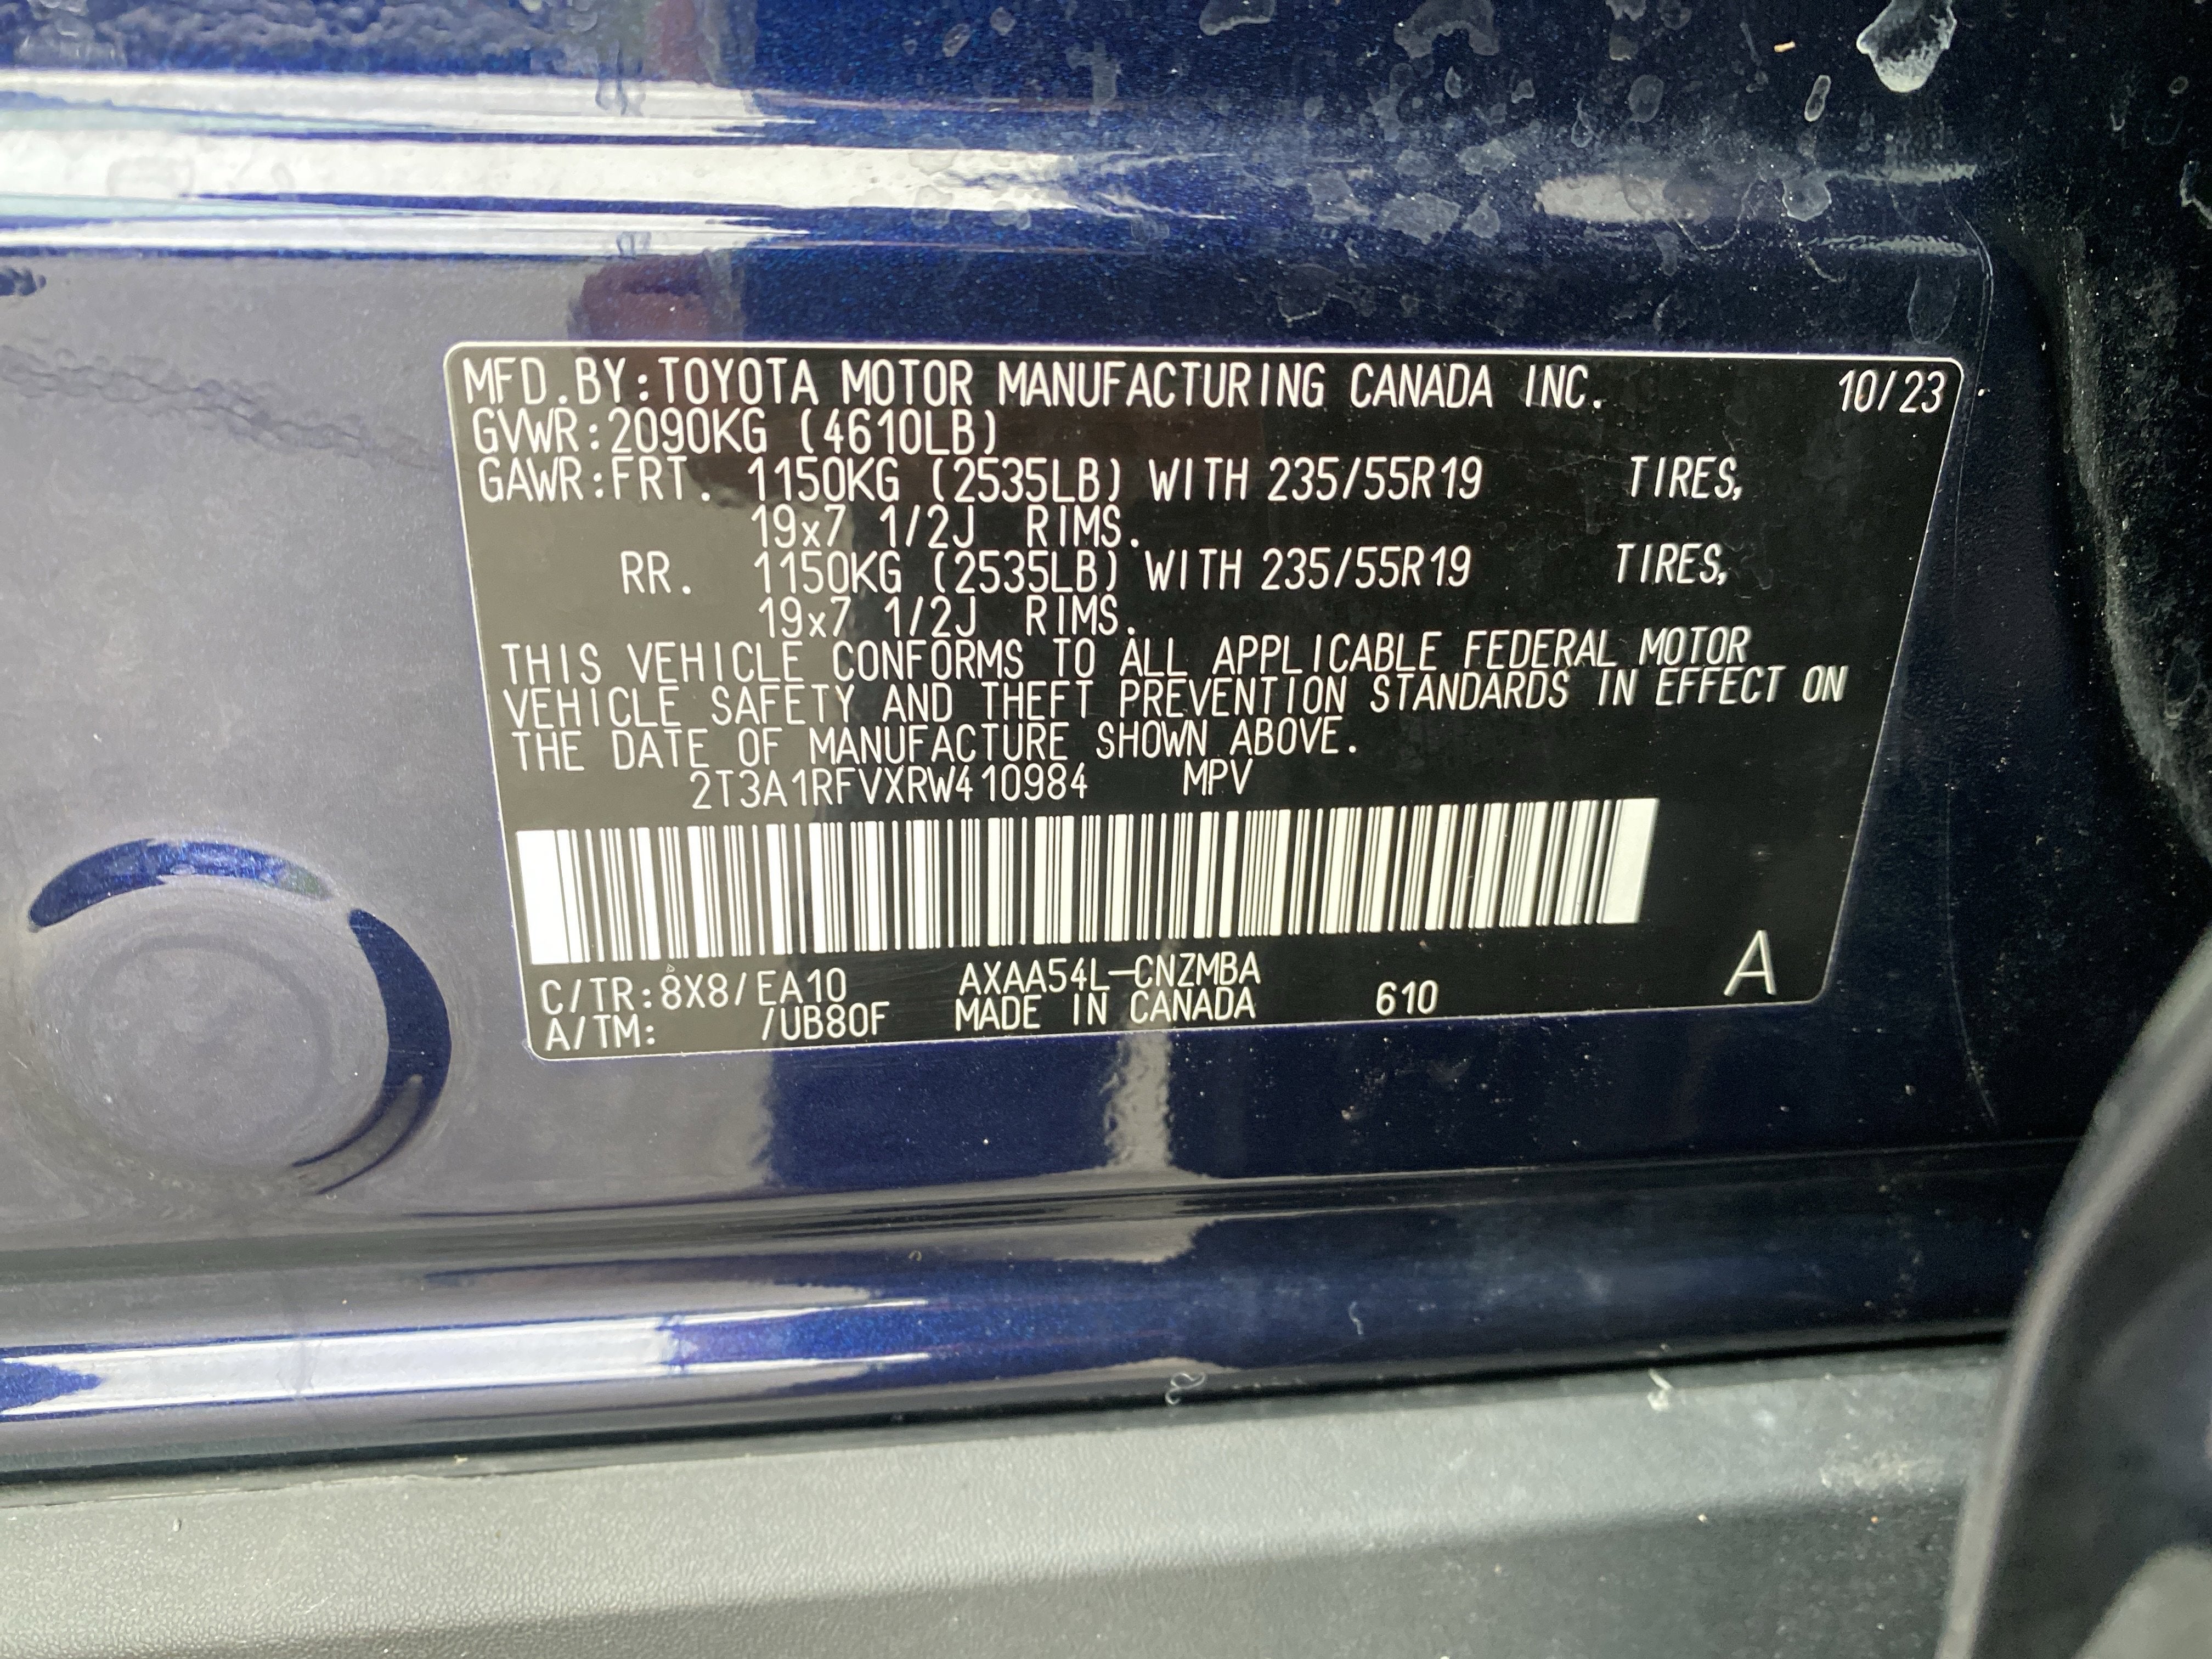 MFD.BY:TOYOTA MOTOR MANUFACTURING CANADA INC. 10/23
GVWR:2090KG (4610LB)
GAWR:FRT. 1150KG (2535LB) WITH 235/55R19 TIRES,
19x7 1/2J RIMS.
RR. 1150KG (2535LB) WITH 235/55R19 TIRES,
19x7 1/2J RIMS.
THIS VEHICLE CONFORMS TO ALL APPLICABLE FEDERAL MOTOR
VEHICLE SAFETY AND THEFT PREVENTION STANDARDS IN EFFECT ON
THE DATE OF MANUFACTURE SHOWN ABOVE.
2T3A1RFVXRW410984 MPV
C/TR:8X8/EA10 AXAA54L-CNZMBA
A/TM: /UB80F MADE IN CANADA 610 A